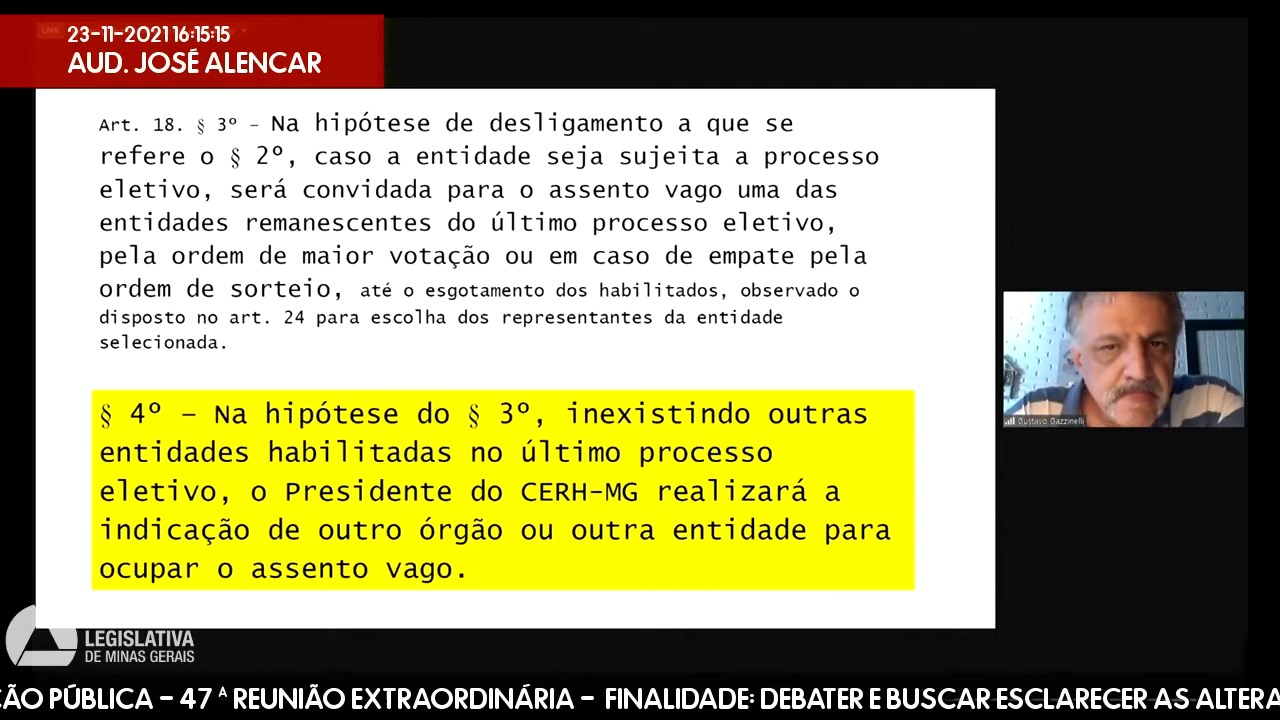 23-11-2021 16:15:15
AUD. JOSÉ ALENCAR
Art. 18. § 3º – Na hipótese de desligamento a que se
refere o § 2º, caso a entidade seja sujeita a processo
eletivo, será convidada para o assento vago uma das
entidades remanescentes do último processo eletivo,
pela ordem de maior votação ou em caso de empate pela
ordem de sorteio, até o esgotamento dos habilitados, observado o
disposto no art. 24 para escolha dos representantes da entidade
selecionada.
§ 4º – Na hipótese do § 3º, inexistindo outras
entidades habilitadas no último processo
eletivo, o Presidente do CERH-MG realizará a
indicação de outro órgão ou outra entidade para
ocupar o assento vago.
Gustavo Gazzinelli
LEGISLATIVA
DE MINAS GERAIS
ÇÃO PÚBLICA – 47ª REUNIÃO EXTRAORDINÁRIA – FINALIDADE: DEBATER E BUSCAR ESCLARECER AS ALTERA